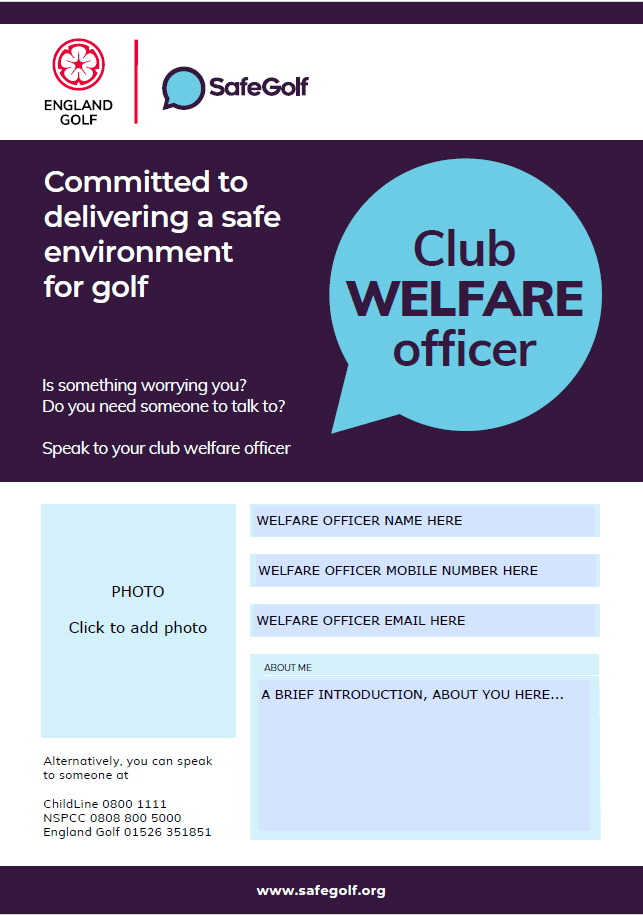 ENGLAND
GOLF
SafeGolf
Committed to
delivering a safe
environment
for golf
Club
WELFARE
officer
Is something worrying you?
Do you need someone to talk to?
Speak to your club welfare officer
PHOTO
Click to add photo
WELFARE OFFICER NAME HERE
WELFARE OFFICER MOBILE NUMBER HERE
WELFARE OFFICER EMAIL HERE
ABOUT ME
A BRIEF INTRODUCTION, ABOUT YOU HERE...
Alternatively, you can speak
to someone at
ChildLine 0800 1111
NSPCC 0808 800 5000
England Golf 01526 351851
www.safegolf.org